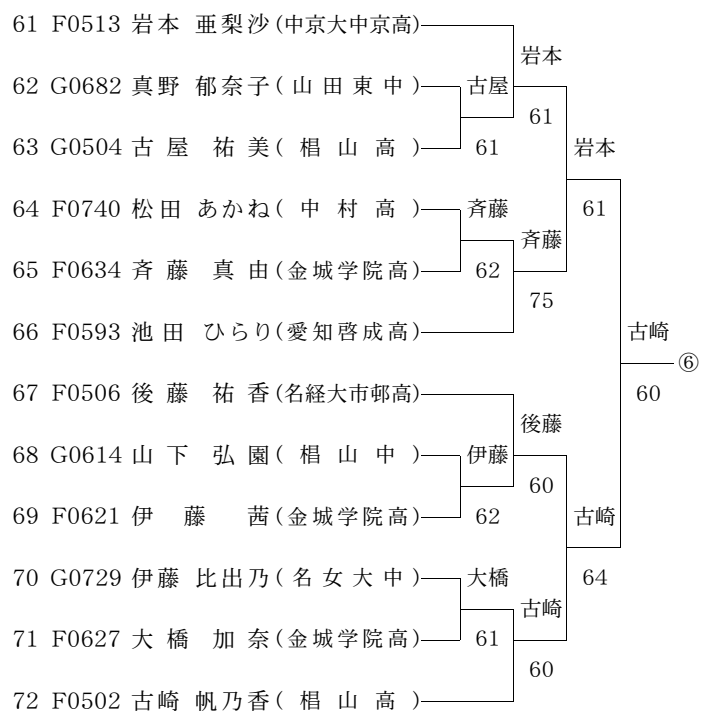 61 F0513 岩本 亜梨沙(中京大中京高)
岩本
62 G0682 真野 郁奈子(山田東中) 古屋
61
63 G0504 古屋 祐美(椙山高) 61 岩本
64 F0740 松田 あかね(中村高) 斉藤 61
斉藤
65 F0634 斉藤 真由(金城学院高) 62
75
66 F0593 池田 ひらり(愛知啓成高) 古崎
⑥
67 F0506 後藤 祐香(名経大市邨高) 60
後藤
68 G0614 山下 弘園(椙山中) 伊藤
60
69 F0621 伊藤 茜(金城学院高) 62 古崎
70 G0729 伊藤 比出乃(名女大中) 大橋 64
古崎
71 F0627 大橋 加奈(金城学院高) 61
60
72 F0502 古崎 帆乃香(椙山高)